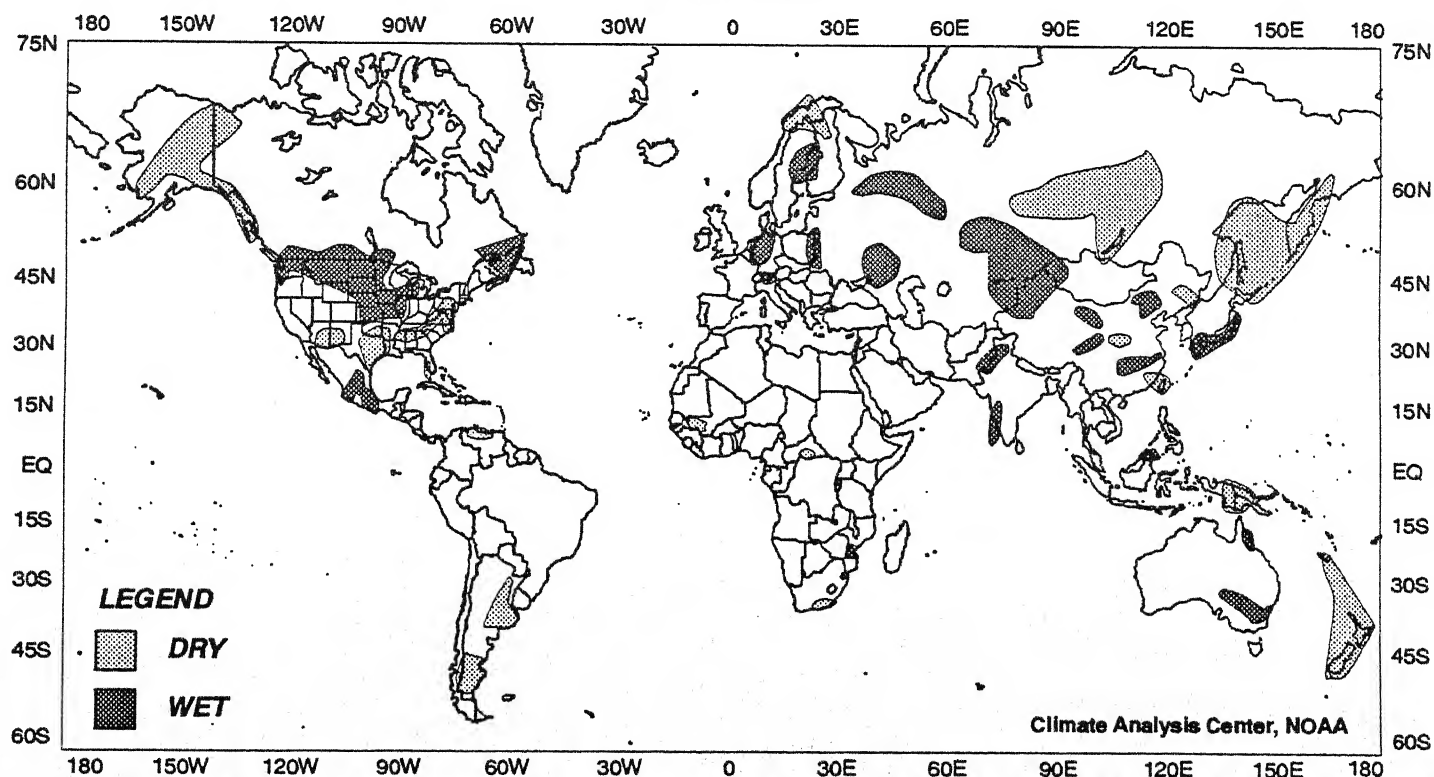 180 150W 120W 90W 60W 30W 0 30E 60E 90E 120E 150E 180
75N 75N
60N 60N
45N 45N
30N 30N
15N 15N
EQ EQ
15S 15S
30S 30S
LEGEND
DRY
45S 45S
WET
Climate Analysis Center, NOAA
60S 60S
180 150W 120W 90W 60W 30W 0 30E 60E 90E 120E 150E 180